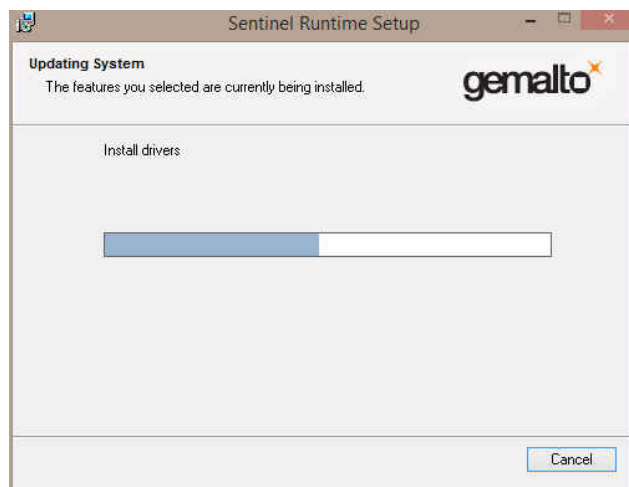 Sentinel Runtime Setup
Updating System
The features you selected are currently being installed.
gemalto
Install drivers
Cancel